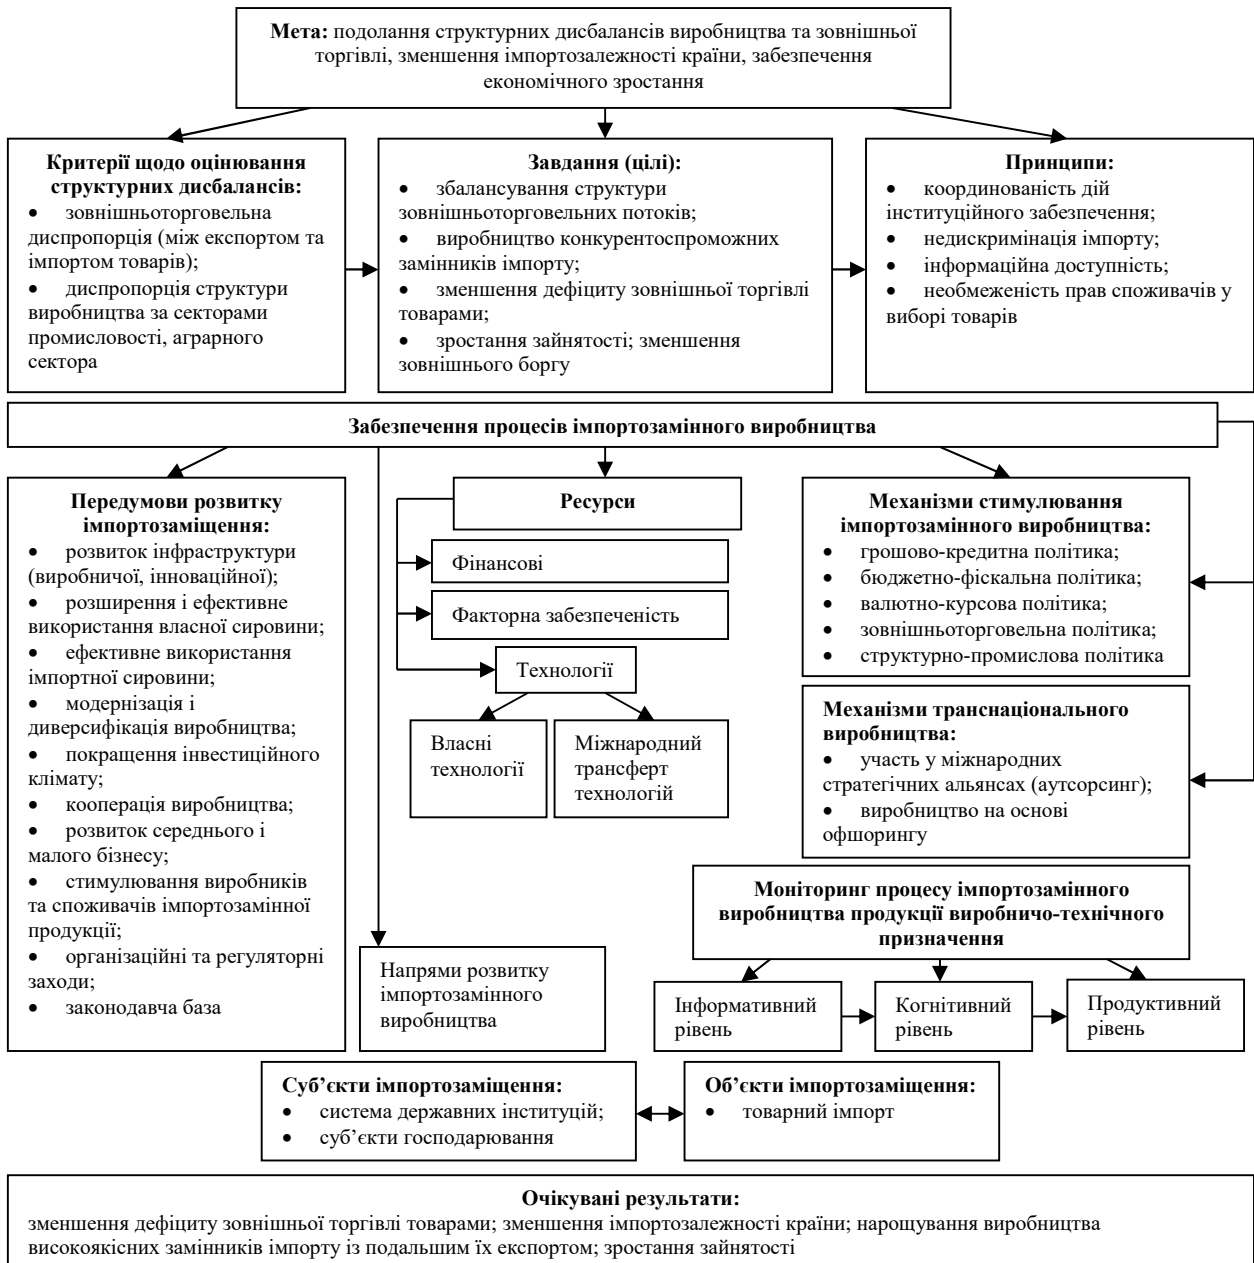 Мета: подолання структурних дисбалансів виробництва та зовнішньої
торгівлі, зменшення імпортозалежності країни, забезпечення
економічного зростання
Критерії щодо оцінювання
структурних дисбалансів:
• зовнішньоторговельна
диспропорція (між експортом та
імпортом товарів);
• диспропорція структури
виробництва за секторами
промисловості, аграрного
сектора
Завдання (цілі):
• збалансування структури
зовнішньоторговельних потоків;
• виробництво конкурентоспроможних
замінників імпорту;
• зменшення дефіциту зовнішньої торгівлі
товарами;
• зростання зайнятості; зменшення
зовнішнього боргу
Принципи:
• координованість дій
інституційного забезпечення;
• недискримінація імпорту;
• інформаційна доступність;
• необмеженість прав споживачів у
виборі товарів
Забезпечення процесів імпортозамінного виробництва
Передумови розвитку
імпортозаміщення:
• розвиток інфраструктури
(виробничої, інноваційної);
• розширення і ефективне
використання власної сировини;
• ефективне використання
імпортної сировини;
• модернізація і
диверсифікація виробництва;
• покращення інвестиційного
клімату;
• кооперація виробництва;
• розвиток середнього і
малого бізнесу;
• стимулювання виробників
та споживачів імпортозамінної
продукції;
• організаційні та регуляторні
заходи;
• законодавча база
Ресурси
Фінансові
Факторна забезпеченість
Технології
Власні
технології
Міжнародний
трансферт
технологій
Напрями розвитку
імпортозамінного
виробництва
Механізми стимулювання
імпортозамінного виробництва:
• грошово-кредитна політика;
• бюджетно-фіскальна політика;
• валютно-курсова політика;
• зовнішньоторговельна політика;
• структурно-промислова політика
Механізми транснаціонального
виробництва:
• участь у міжнародних
стратегічних альянсах (аутсорсинг);
• виробництво на основі
офшорингу
Моніторинг процесу імпортозамінного
виробництва продукції виробничо-технічного
призначення
Інформативний
рівень
Когнітивний
рівень
Продуктивний
рівень
Суб’єкти імпортозаміщення:
• система державних інституцій;
• суб’єкти господарювання
Об’єкти імпортозаміщення:
• товарний імпорт
Очікувані результати:
зменшення дефіциту зовнішньої торгівлі товарами; зменшення імпортозалежності країни; нарощування виробництва
високоякісних замінників імпорту із подальшим їх експортом; зростання зайнятості